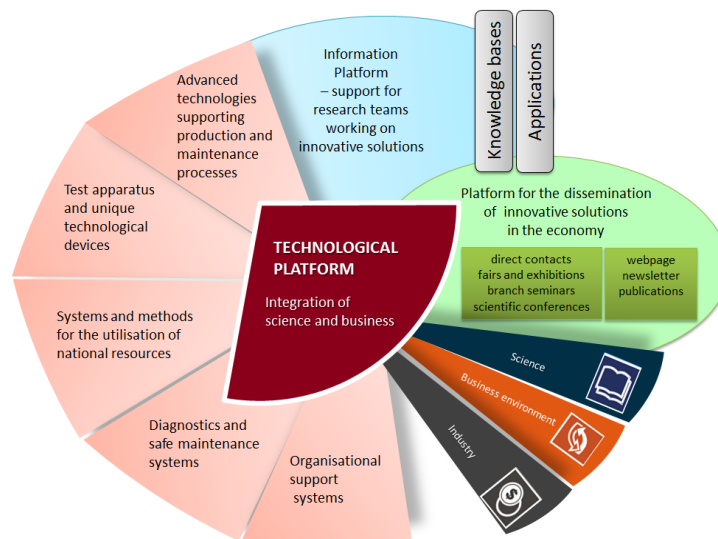 Information
Platform
– support for
research teams
working on
innovative solutions
Knowledge bases
Applications
Advanced
technologies
supporting
production and
maintenance
processes
Test apparatus
and unique
technological
devices
Systems and methods
for the utilisation of
national resources
Diagnostics and
safe maintenance
systems
Organisational
support
systems
TECHNOLOGICAL
PLATFORM
Integration of
science and business
Platform for the dissemination
of innovative solutions
in the economy
direct contacts
fairs and exhibitions
branch seminars
scientific conferences
webpage
newsletter
publications
Science
Business environment
Industry